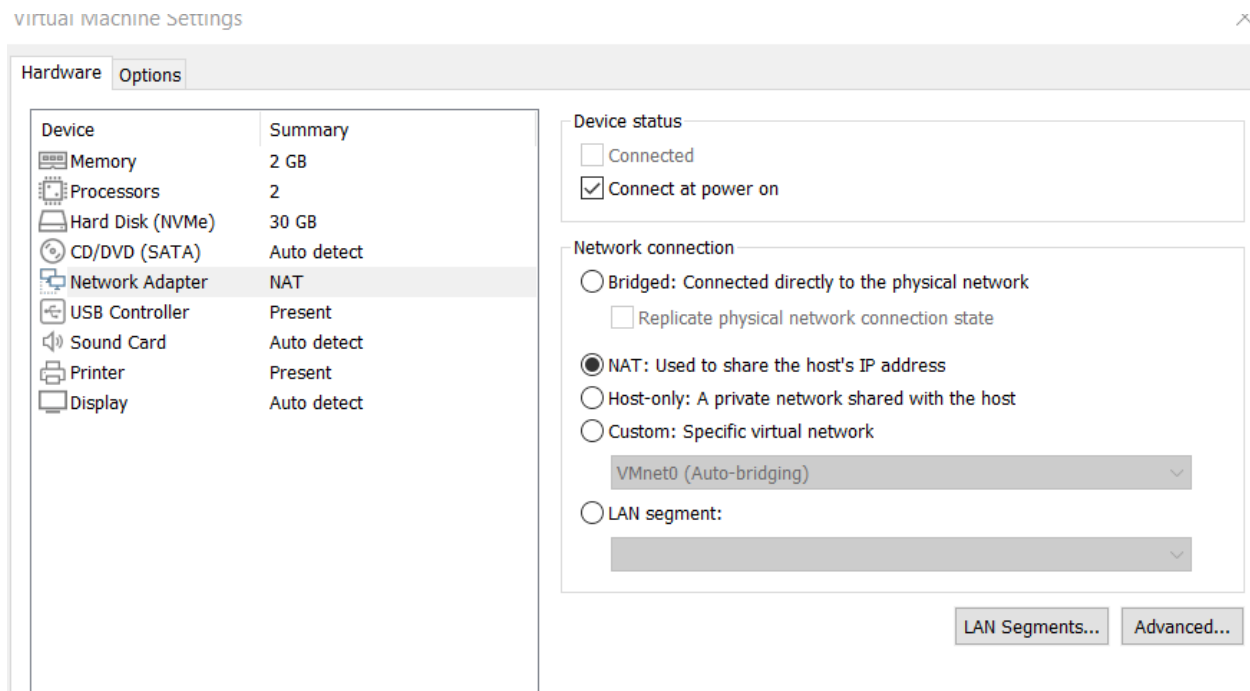 Virtual Machine Settings
Hardware
Options
Device Summary
Memory 2 GB
Processors 2
Hard Disk (NVMe) 30 GB
CD/DVD (SATA) Auto detect
Network Adapter NAT
USB Controller Present
Sound Card Auto detect
Printer Present
Display Auto detect
Device status
Connected
Connect at power on
Network connection
Bridged: Connected directly to the physical network
Replicate physical network connection state
NAT: Used to share the host's IP address
Host-only: A private network shared with the host
Custom: Specific virtual network
VMnet0 (Auto-bridging)
LAN segment:
LAN Segments...
Advanced...